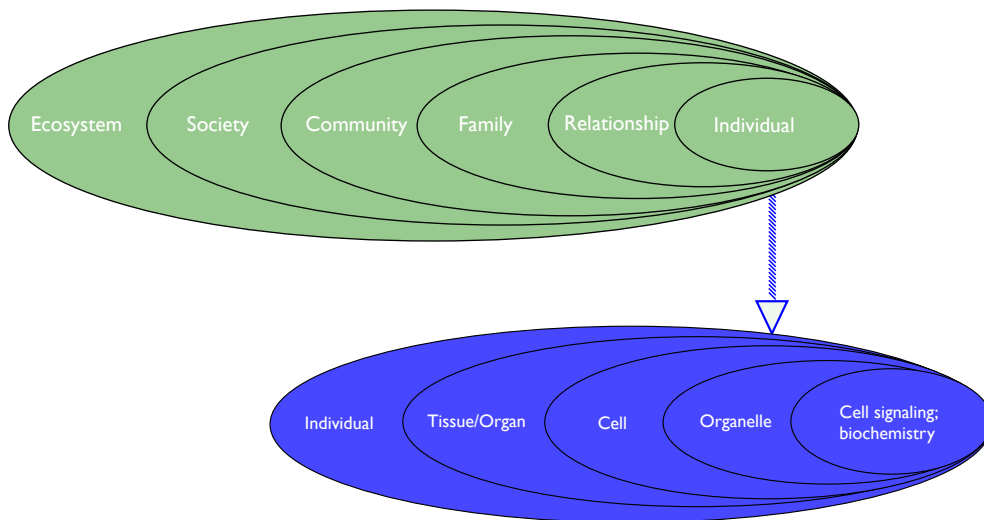 Ecosystem
Society
Community
Family
Relationship
Individual
Individual
Tissue/Organ
Cell
Organelle
Cell signaling;
biochemistry